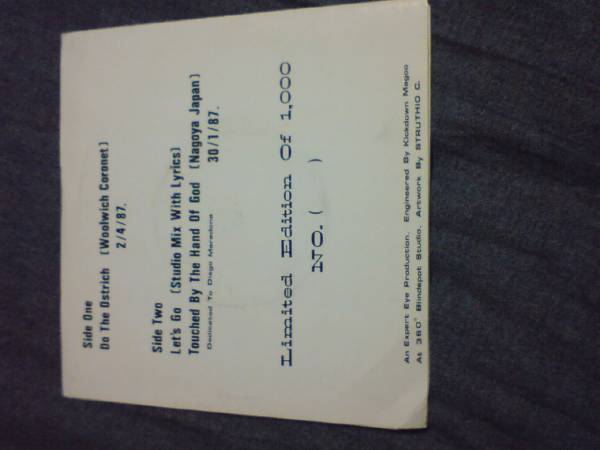 Side One
Do The Ostrich (Woolwich Coronet)
2/4/87.
Side Two
Let's Go (Studio Mix With Lyrics)
Touched By The Hand Of God (Nagoya Japan)
30/1/87.
Dedicated To Diego Maradona
Limited Edition Of 1,000
NO. (    )
An Expert Eye Production. Engineered By Kickdown Magoo
At 360° Blindspot Studio. Artwork By STRUTHIO C.